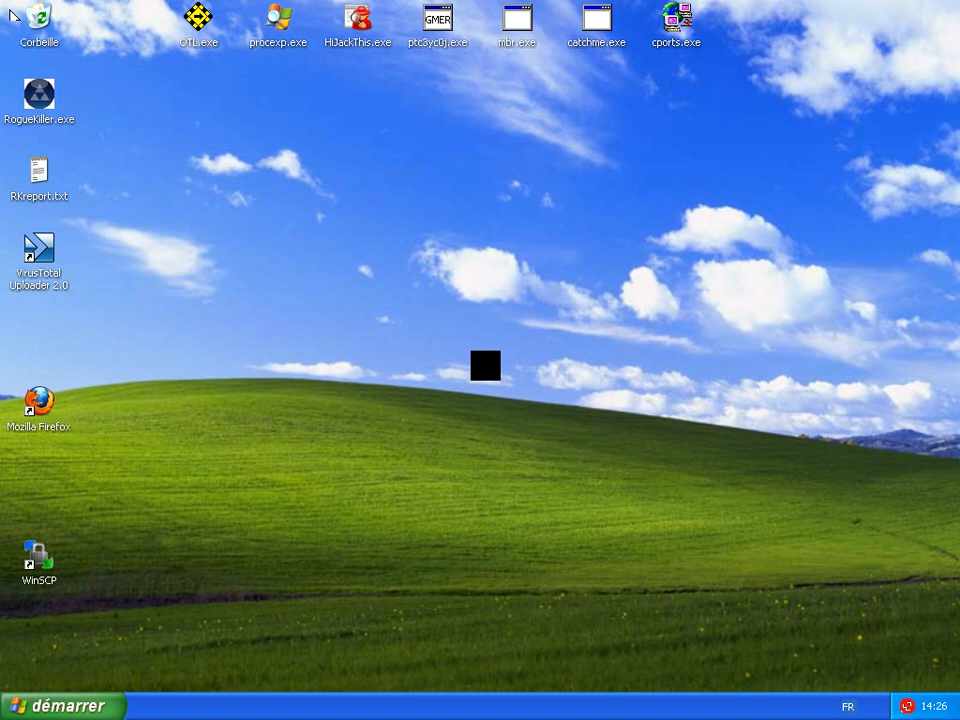 Corbeille
OTL.exe
procexp.exe
HiJackThis.exe
GMER
ptc3yc0j.exe
mbr.exe
catchme.exe
cports.exe
RogueKiller.exe
RKreport.txt
VirusTotal
Uploader 2.0
Mozilla Firefox
WinSCP
démarrer
FR
14:26